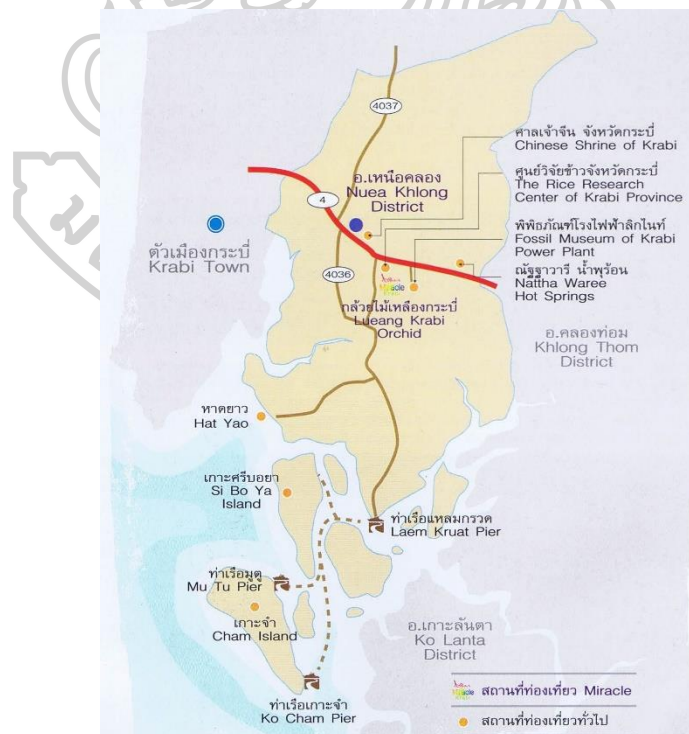 4037
ศาลเจ้าจีน จังหวัดกระบี่
Chinese Shrine of Krabi
ศูนย์วิจัยข้าวจังหวัดกระบี่
The Rice Research
Center of Krabi Province
อ.เหนือคลอง
Nuea Khlong
District
4
พิพิธภัณฑ์โรงไฟฟ้าลิกไนท์
Fossil Museum of Krabi
Power Plant
ตัวเมืองกระบี่
Krabi Town
4036
ณัฐฐาวารี น้ำพุร้อน
Nattha Waree
Hot Springs
Miracle
กล้วยไม้เหลืองกระบี่
Lueang Krabi
Orchid
อ.คลองท่อม
Khlong Thom
District
หาดยาว
Hat Yao
เกาะศรีบอยา
Si Bo Ya
Island
ท่าเรือแหลมกรวด
Laem Kruat Pier
ท่าเรือมูตู
Mu Tu Pier
เกาะจำ
Cham Island
อ.เกาะลันตา
Ko Lanta
District
ท่าเรือเกาะจำ
Ko Cham Pier
Miracle
สถานที่ท่องเที่ยว Miracle
สถานที่ท่องเที่ยวทั่วไป